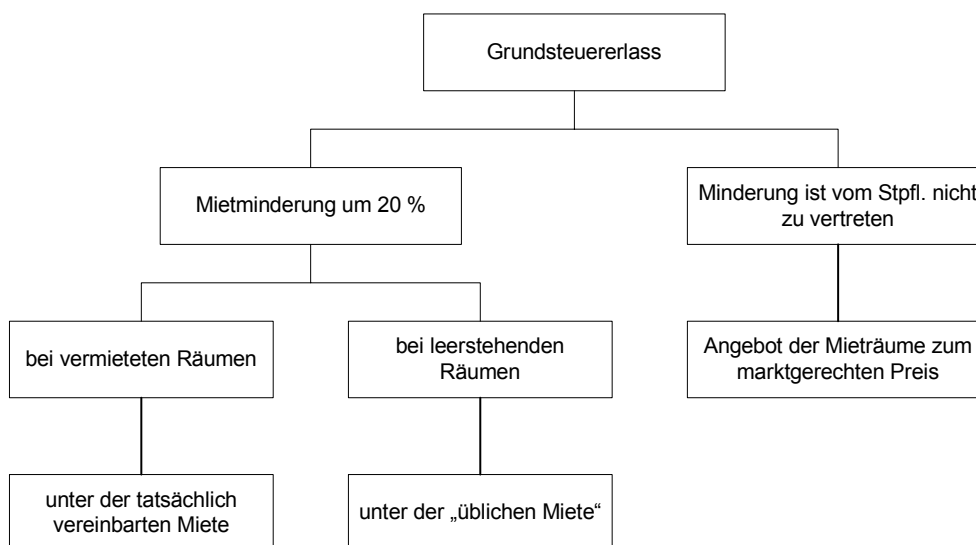 Grundsteuererlass
Mietminderung um 20 %
Minderung ist vom Stpfl. nicht
zu vertreten
bei vermieteten Räumen
bei leerstehenden
Räumen
Angebot der Mieträume zum
marktgerechten Preis
unter der tatsächlich
vereinbarten Miete
unter der „üblichen Miete“